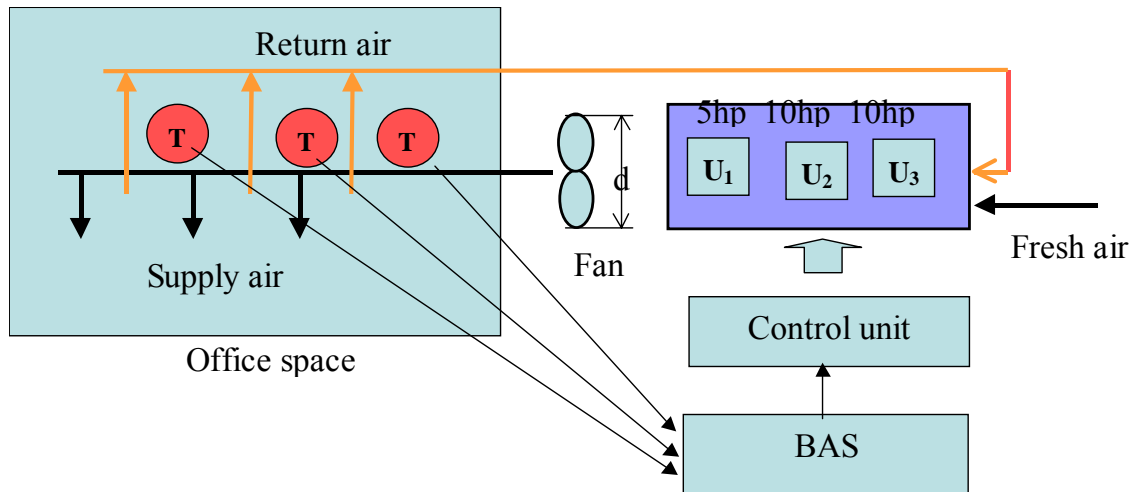 Return air
5hp 10hp 10hp
T T T
d
U₁ U₂ U₃
Fan
Fresh air
Supply air
Control unit
Office space
BAS